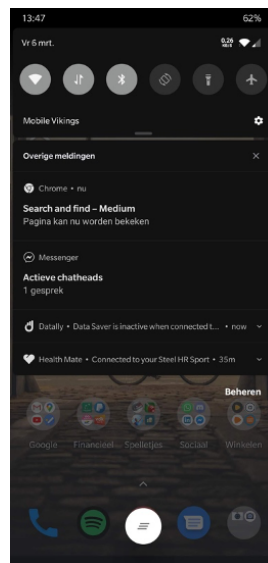 13:47 62%
Vr 6 mrt. 0,26
Mobile Vikings
Overige meldingen
Chrome • nu
Search and find – Medium
Pagina kan nu worden bekeken
Messenger
Actieve chatheads
1 gesprek
Datally • Data Saver is inactive when connected t... • now
Health Mate • Connected to your Steel HR Sport • 35m
Beheren
Google Financieel Spelletjes Sociaal Winkelen